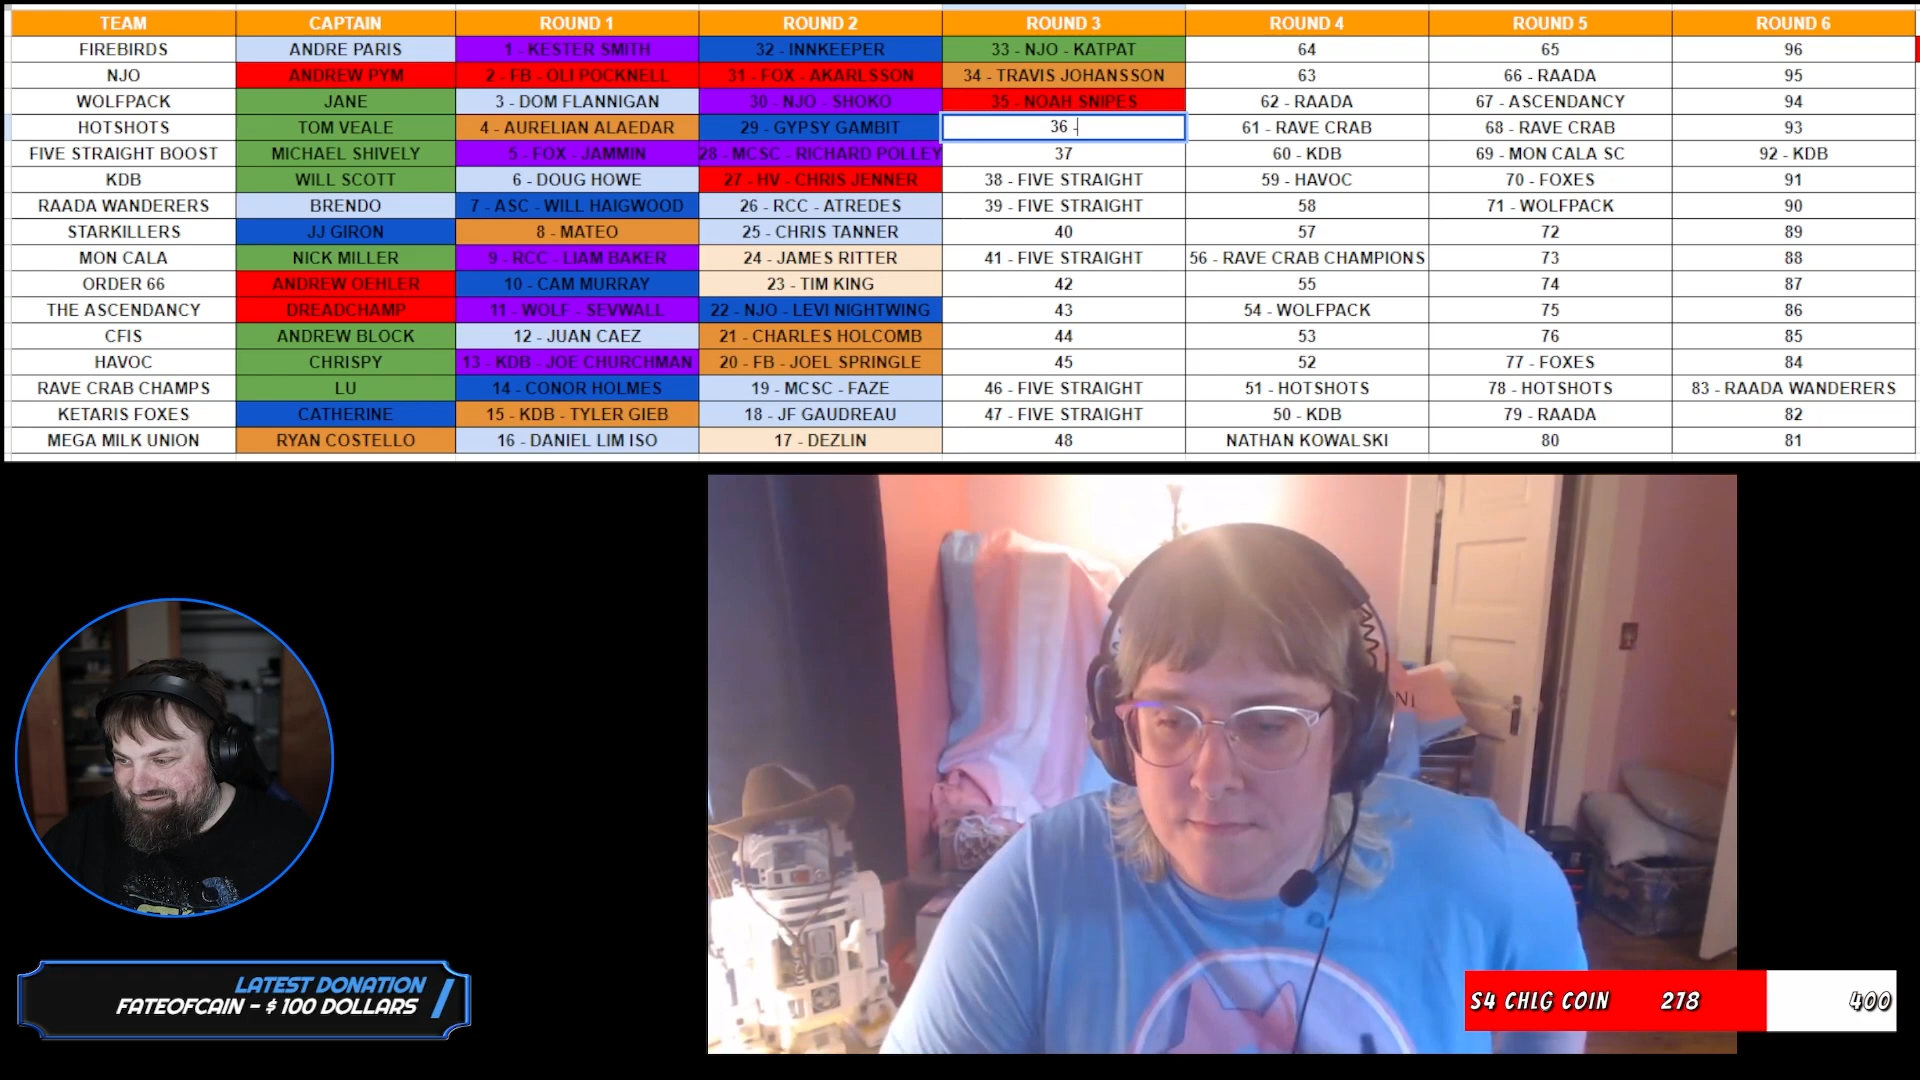 TEAM CAPTAIN ROUND 1 ROUND 2 ROUND 3 ROUND 4 ROUND 5 ROUND 6
FIREBIRDS ANDRE PARIS 1 - KESTER SMITH 32 - INNKEEPER 33 - NJO - KATPAT 64 65 96
NJO ANDREW PYM 2 - FB - OLI POCKNELL 31 - FOX - AKARLSSON 34 - TRAVIS JOHANSSON 63 66 - RAADA 95
WOLFPACK JANE 3 - DOM FLANNIGAN 30 - NJO - SHOKO 35 - NOAH SNIPES 62 - RAADA 67 - ASCENDANCY 94
HOTSHOTS TOM VEALE 4 - AURELIAN ALAEDAR 29 - GYPSY GAMBIT 36 - 61 - RAVE CRAB 68 - RAVE CRAB 93
FIVE STRAIGHT BOOST MICHAEL SHIVELY 5 - FOX - JAMMIN 28 - MCSC - RICHARD POLLEY 37 60 - KDB 69 - MON CALA SC 92 - KDB
KDB WILL SCOTT 6 - DOUG HOWE 27 - HV - CHRIS JENNER 38 - FIVE STRAIGHT 59 - HAVOC 70 - FOXES 91
RAADA WANDERERS BRENDO 7 - ASC - WILL HAIGWOOD 26 - RCC - ATREDES 39 - FIVE STRAIGHT 58 71 - WOLFPACK 90
STARKILLERS JJ GIRON 8 - MATEO 25 - CHRIS TANNER 40 57 72 89
MON CALA NICK MILLER 9 - RCC - LIAM BAKER 24 - JAMES RITTER 41 - FIVE STRAIGHT 56 - RAVE CRAB CHAMPIONS 73 88
ORDER 66 ANDREW OEHLER 10 - CAM MURRAY 23 - TIM KING 42 55 74 87
THE ASCENDANCY DREADCHAMP 11 - WOLF - SEVWALL 22 - NJO - LEVI NIGHTWING 43 54 - WOLFPACK 75 86
CFIS ANDREW BLOCK 12 - JUAN CAEZ 21 - CHARLES HOLCOMB 44 53 76 85
HAVOC CHRISPY 13 - KDB - JOE CHURCHMAN 20 - FB - JOEL SPRINGLE 45 52 77 - FOXES 84
RAVE CRAB CHAMPS LU 14 - CONOR HOLMES 19 - MCSC - FAZE 46 - FIVE STRAIGHT 51 - HOTSHOTS 78 - HOTSHOTS 83 - RAADA WANDERERS
KETARIS FOXES CATHERINE 15 - KDB - TYLER GIEB 18 - JF GAUDREAU 47 - FIVE STRAIGHT 50 - KDB 79 - RAADA 82
MEGA MILK UNION RYAN COSTELLO 16 - DANIEL LIM ISO 17 - DEZLIN 48 NATHAN KOWALSKI 80 81
LATEST DONATION
FATEOFCAIN - $100 DOLLARS
S4 CHLG COIN 278 400